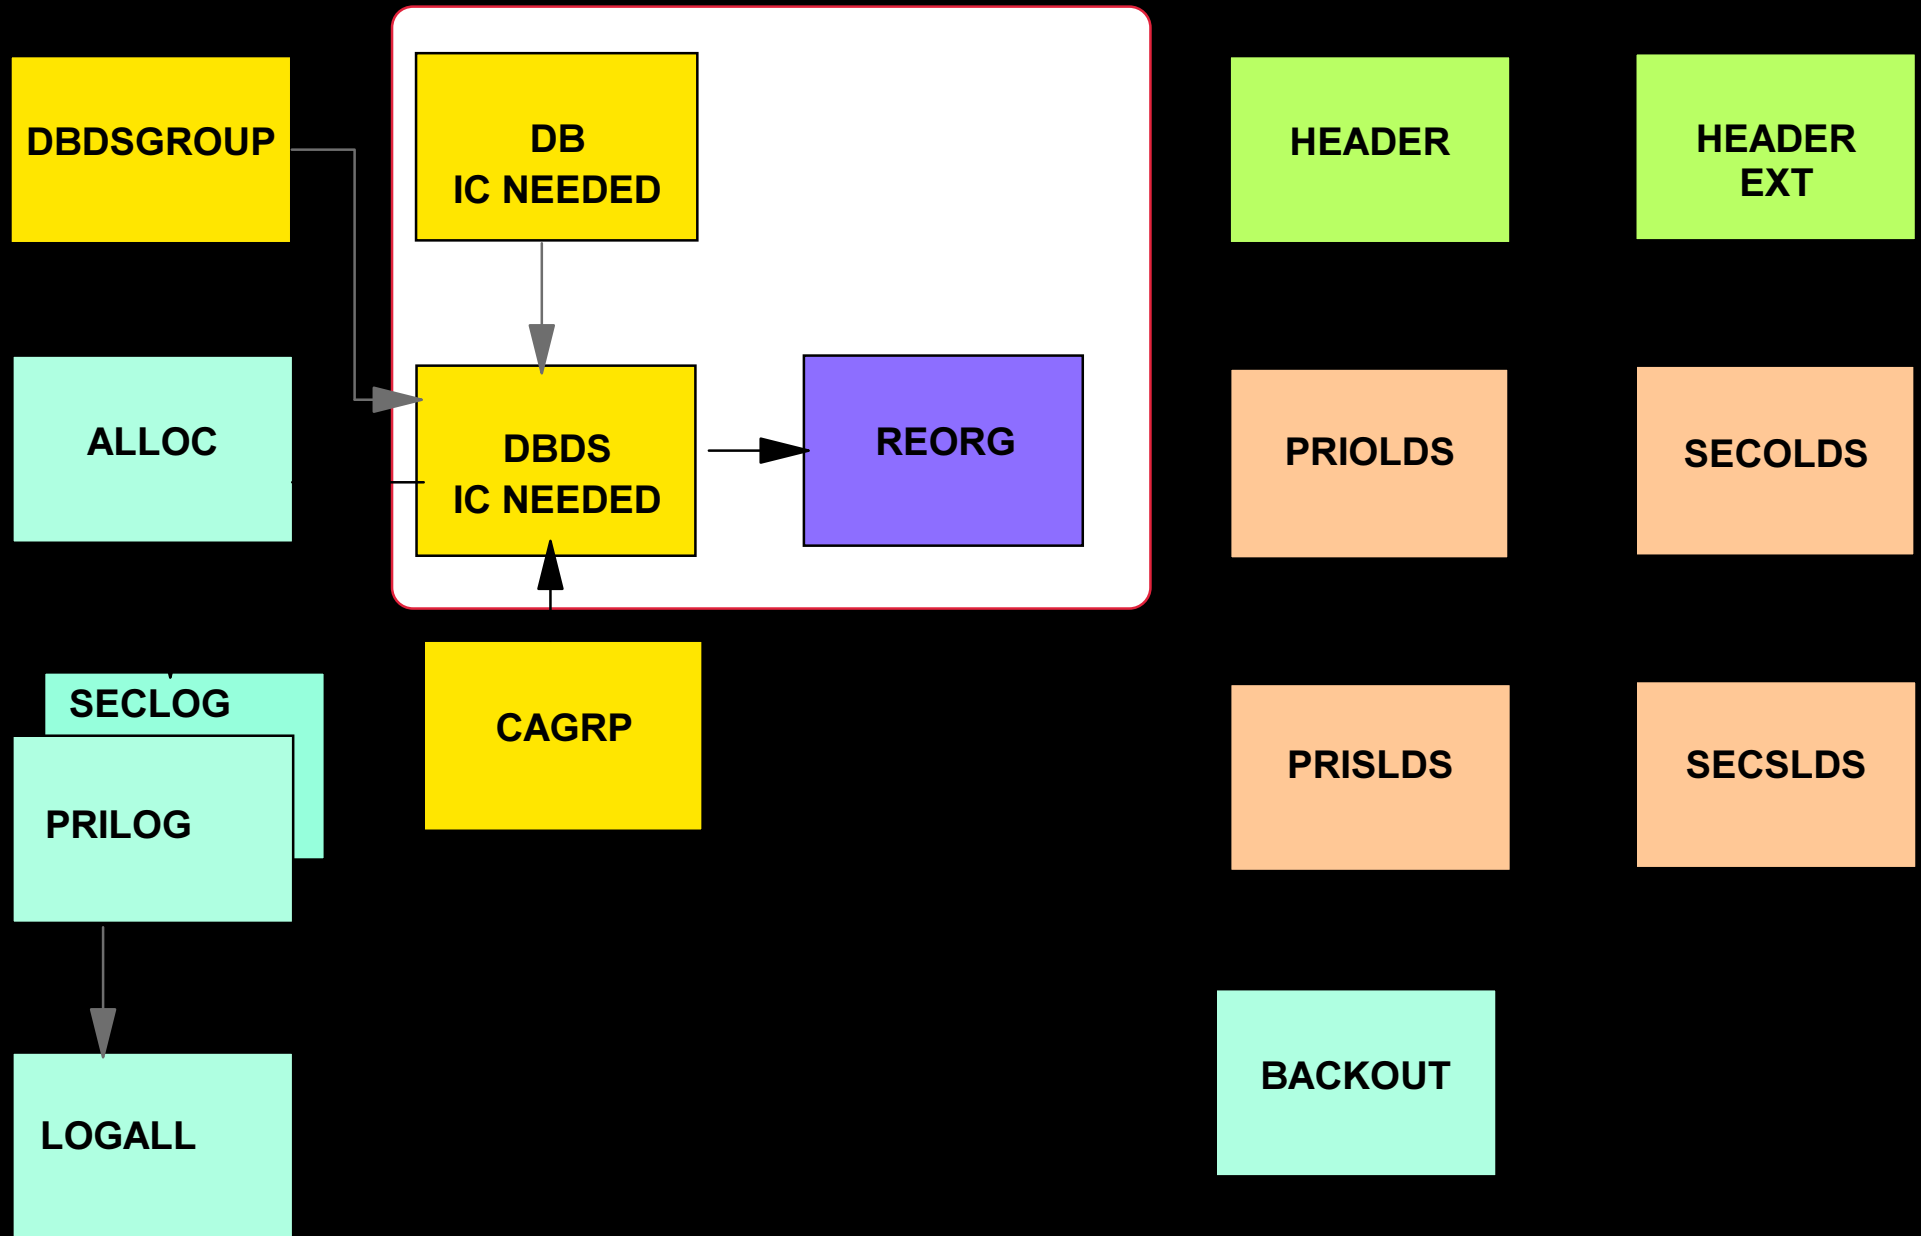 DBDSGROUP
DB
IC NEEDED
HEADER
HEADER
EXT
ALLOC
DBDS
IC NEEDED
REORG
PRIOLDS
SECOLDS
SECLOG
PRILOG
CAGRP
PRISLDS
SECSLDS
LOGALL
BACKOUT